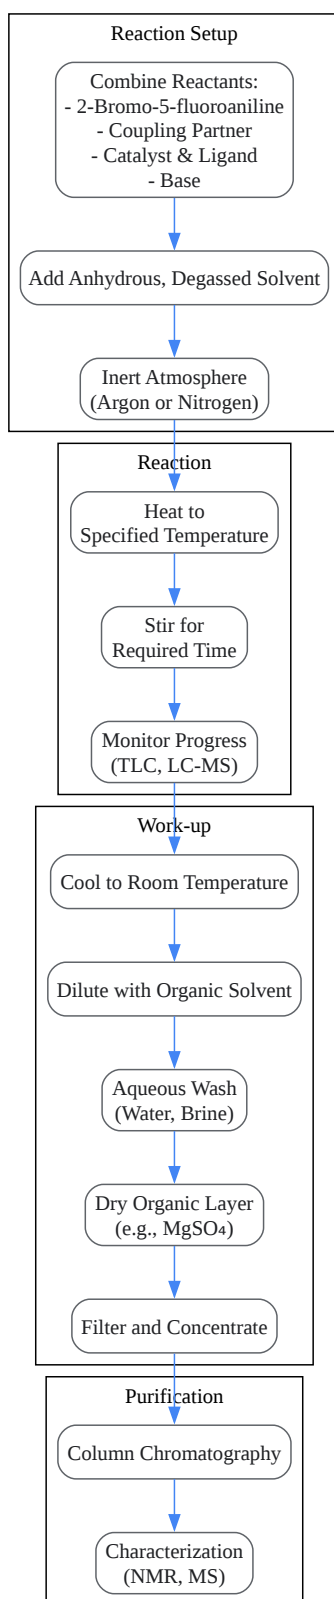 Reaction Setup
Combine Reactants:
- 2-Bromo-5-fluoroaniline
- Coupling Partner
- Catalyst & Ligand
- Base
Add Anhydrous, Degassed Solvent
Inert Atmosphere
(Argon or Nitrogen)
Reaction
Heat to
Specified Temperature
Stir for
Required Time
Monitor Progress
(TLC, LC-MS)
Work-up
Cool to Room Temperature
Dilute with Organic Solvent
Aqueous Wash
(Water, Brine)
Dry Organic Layer
(e.g., MgSO₄)
Filter and Concentrate
Purification
Column Chromatography
Characterization
(NMR, MS)